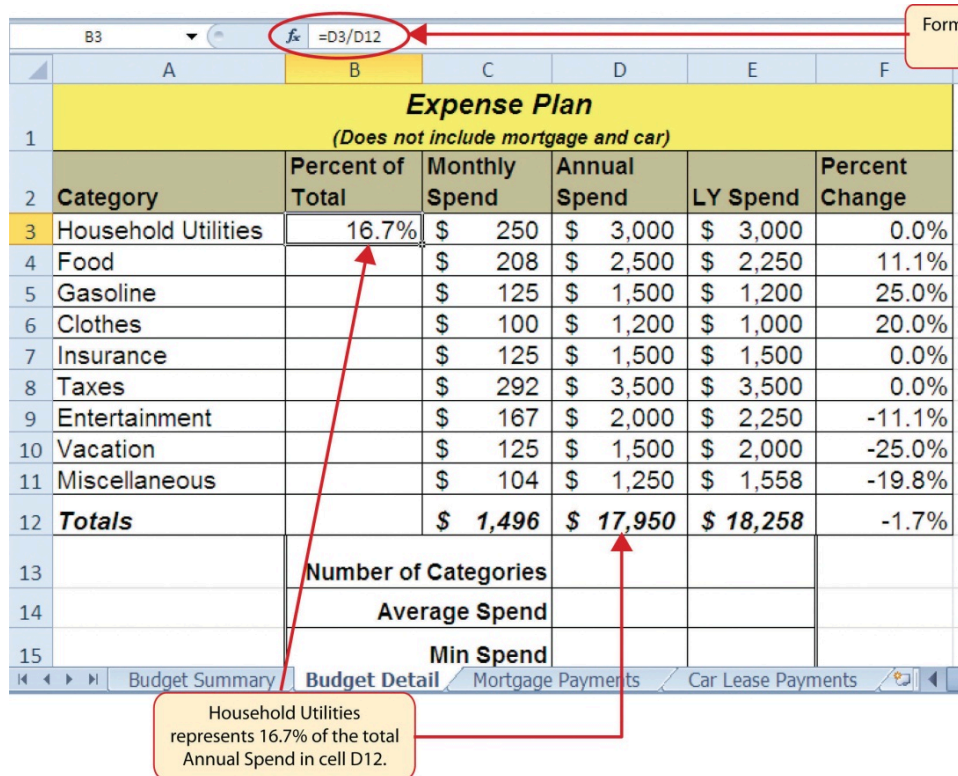 B3 fx =D3/D12
Form
A B C D E F
1 Expense Plan
(Does not include mortgage and car)
2 Category Percent of Total Monthly Spend Annual Spend LY Spend Percent Change
3 Household Utilities 16.7% $ 250 $ 3,000 $ 3,000 0.0%
4 Food $ 208 $ 2,500 $ 2,250 11.1%
5 Gasoline $ 125 $ 1,500 $ 1,200 25.0%
6 Clothes $ 100 $ 1,200 $ 1,000 20.0%
7 Insurance $ 125 $ 1,500 $ 1,500 0.0%
8 Taxes $ 292 $ 3,500 $ 3,500 0.0%
9 Entertainment $ 167 $ 2,000 $ 2,250 -11.1%
10 Vacation $ 125 $ 1,500 $ 2,000 -25.0%
11 Miscellaneous $ 104 $ 1,250 $ 1,558 -19.8%
12 Totals $ 1,496 $ 17,950 $ 18,258 -1.7%
13 Number of Categories
14 Average Spend
15 Min Spend
Budget Summary Budget Detail Mortgage Payments Car Lease Payments
Household Utilities
represents 16.7% of the total
Annual Spend in cell D12.